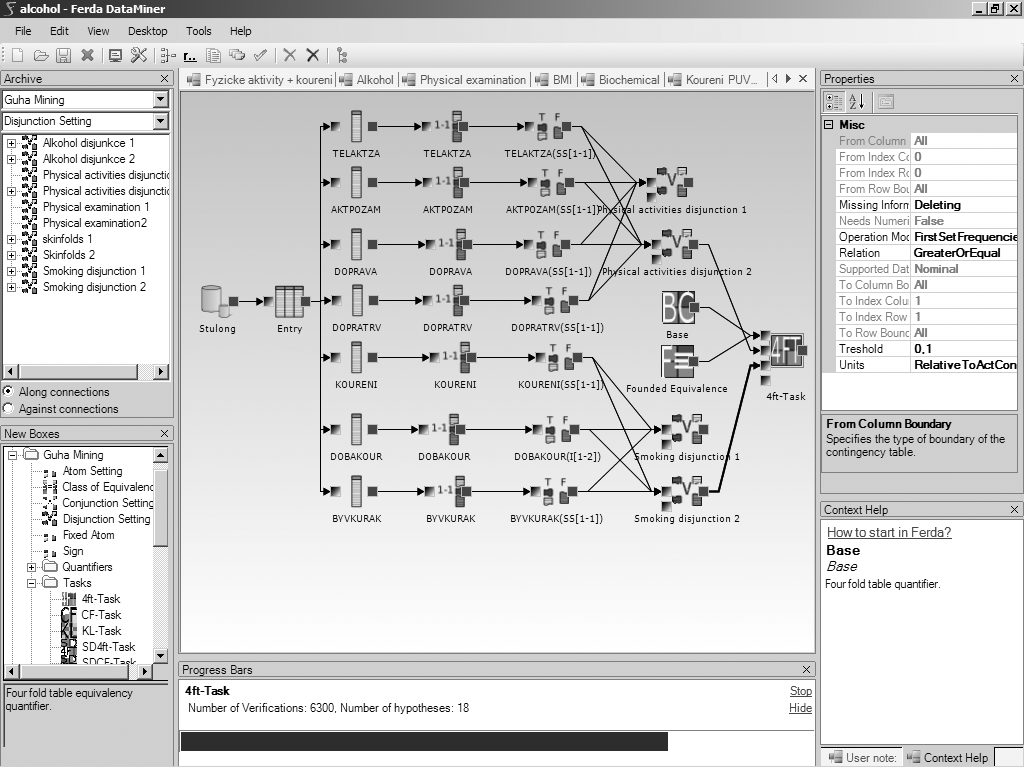 alcohol - Ferda DataMiner
File Edit View Desktop Tools Help
Archive
Guha Mining
Disjunction Setting
Alkohol disjunkce 1
Alkohol disjunkce 2
Physical activities disjuncti
Physical activities disjuncti
Physical examination 1
Physical examination2
skinfolds 1
Skinfolds 2
Smoking disjunction 1
Smoking disjunction 2
Along connections
Against connections
New Boxes
Guha Mining
Atom Setting
Class of Equivalenc
Conjunction Setting
Disjunction Setting
Fixed Atom
Sign
Quantifiers
Tasks
4ft-Task
CF-Task
KL-Task
SD4ft-Task
SDCF-Task
Four fold table equivalency
quantifier.
Fyzicke aktivity + koureni Alkohol Physical examination BMI Biochemical Koureni PUV...
TELAKTZA TELAKTZA TELAKTZA(SS[1-1])
AKTPOZAM AKTPOZAM AKTPOZAM(SS[1-1]) Physical activities disjunction 1
DOPRAVA DOPRAVA DOPRAVA(SS[1-1]) Physical activities disjunction 2
Stulong Entry DOPRATRV DOPRATRV DOPRATRV(SS[1-1])
Base
KOURENI KOURENI KOURENI(SS[1-1]) Founded Equivalence
4ft-Task
DOBAKOUR DOBAKOUR DOBAKOUR(I[1-2]) Smoking disjunction 1
BYVKURAK BYVKURAK BYVKURAK(SS[1-1]) Smoking disjunction 2
Progress Bars
4ft-Task
Stop
Number of Verifications: 6300, Number of hypotheses: 18
Hide
Properties
Misc
From Column All
From Index Co 0
From Index Ro 0
From Row Bou All
Missing Inform Deleting
Needs Numeri False
Operation Mod FirstSetFrequencie
Relation GreaterOrEqual
Supported Dat Nominal
To Column Bo All
To Index Colu 1
To Index Row 1
To Row Bounc All
Treshold 0,1
Units RelativeToActCon
From Column Boundary
Specifies the type of boundary of the
contingency table.
Context Help
How to start in Ferda?
Base
Base
Four fold table quantifier.
User note: Context Help